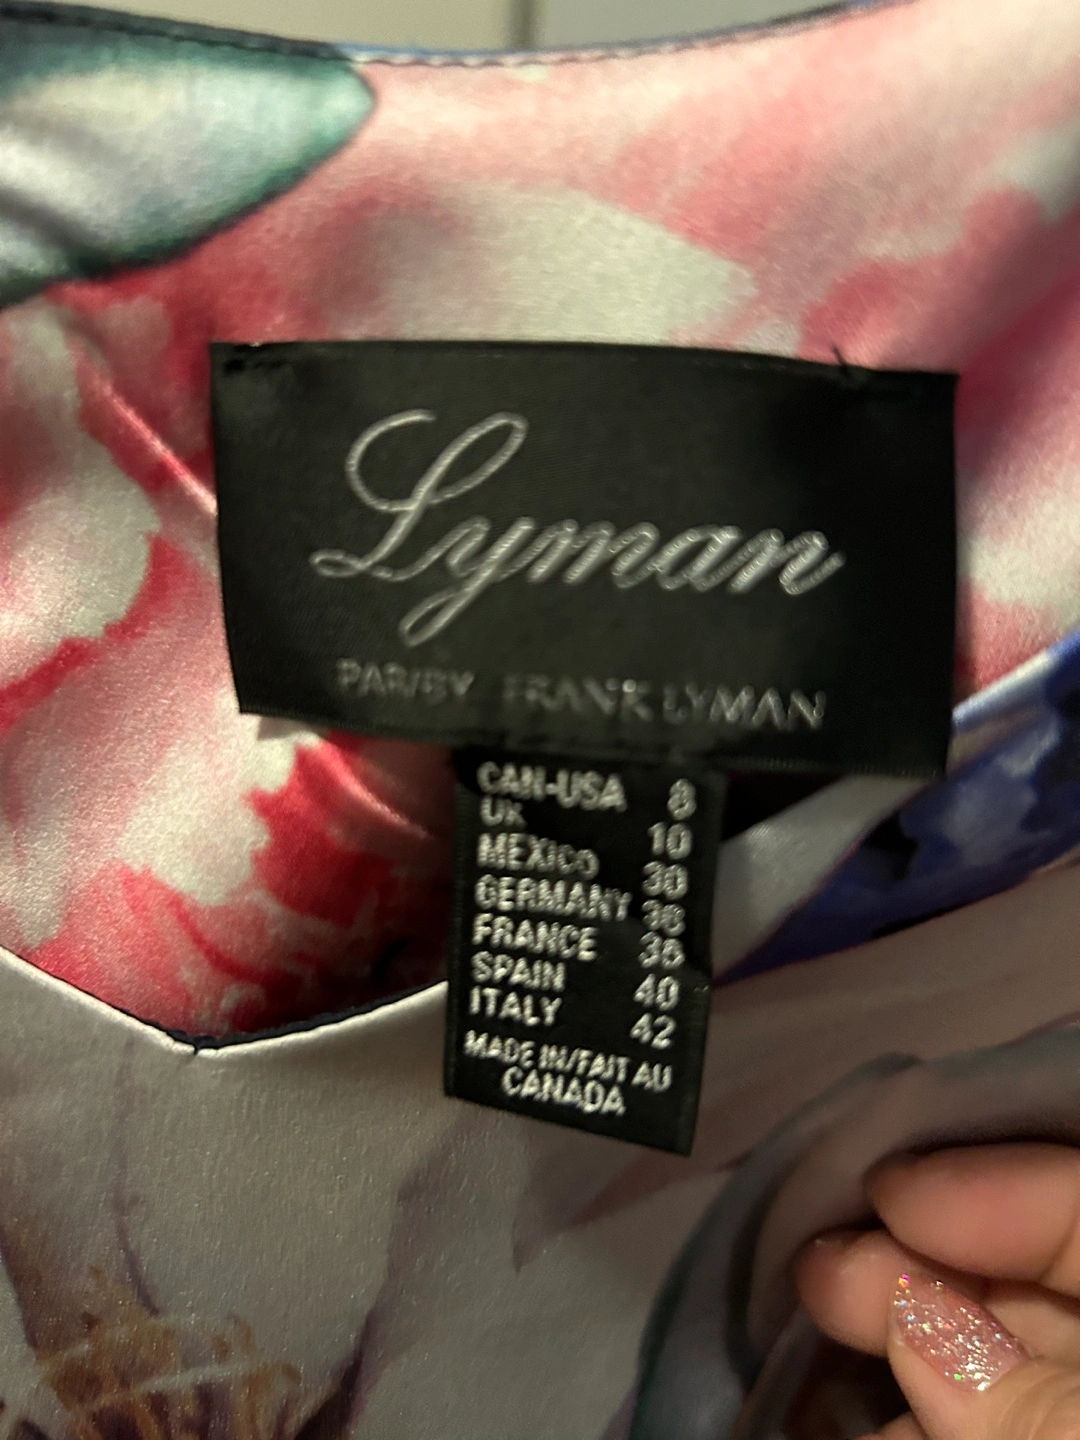 Lyman
PAR/BY FRANK LYMAN
CAN-USA 8
UK 10
MEXICO 30
GERMANY 38
FRANCE 38
SPAIN 40
ITALY 42
MADE IN/FAIT AU
CANADA